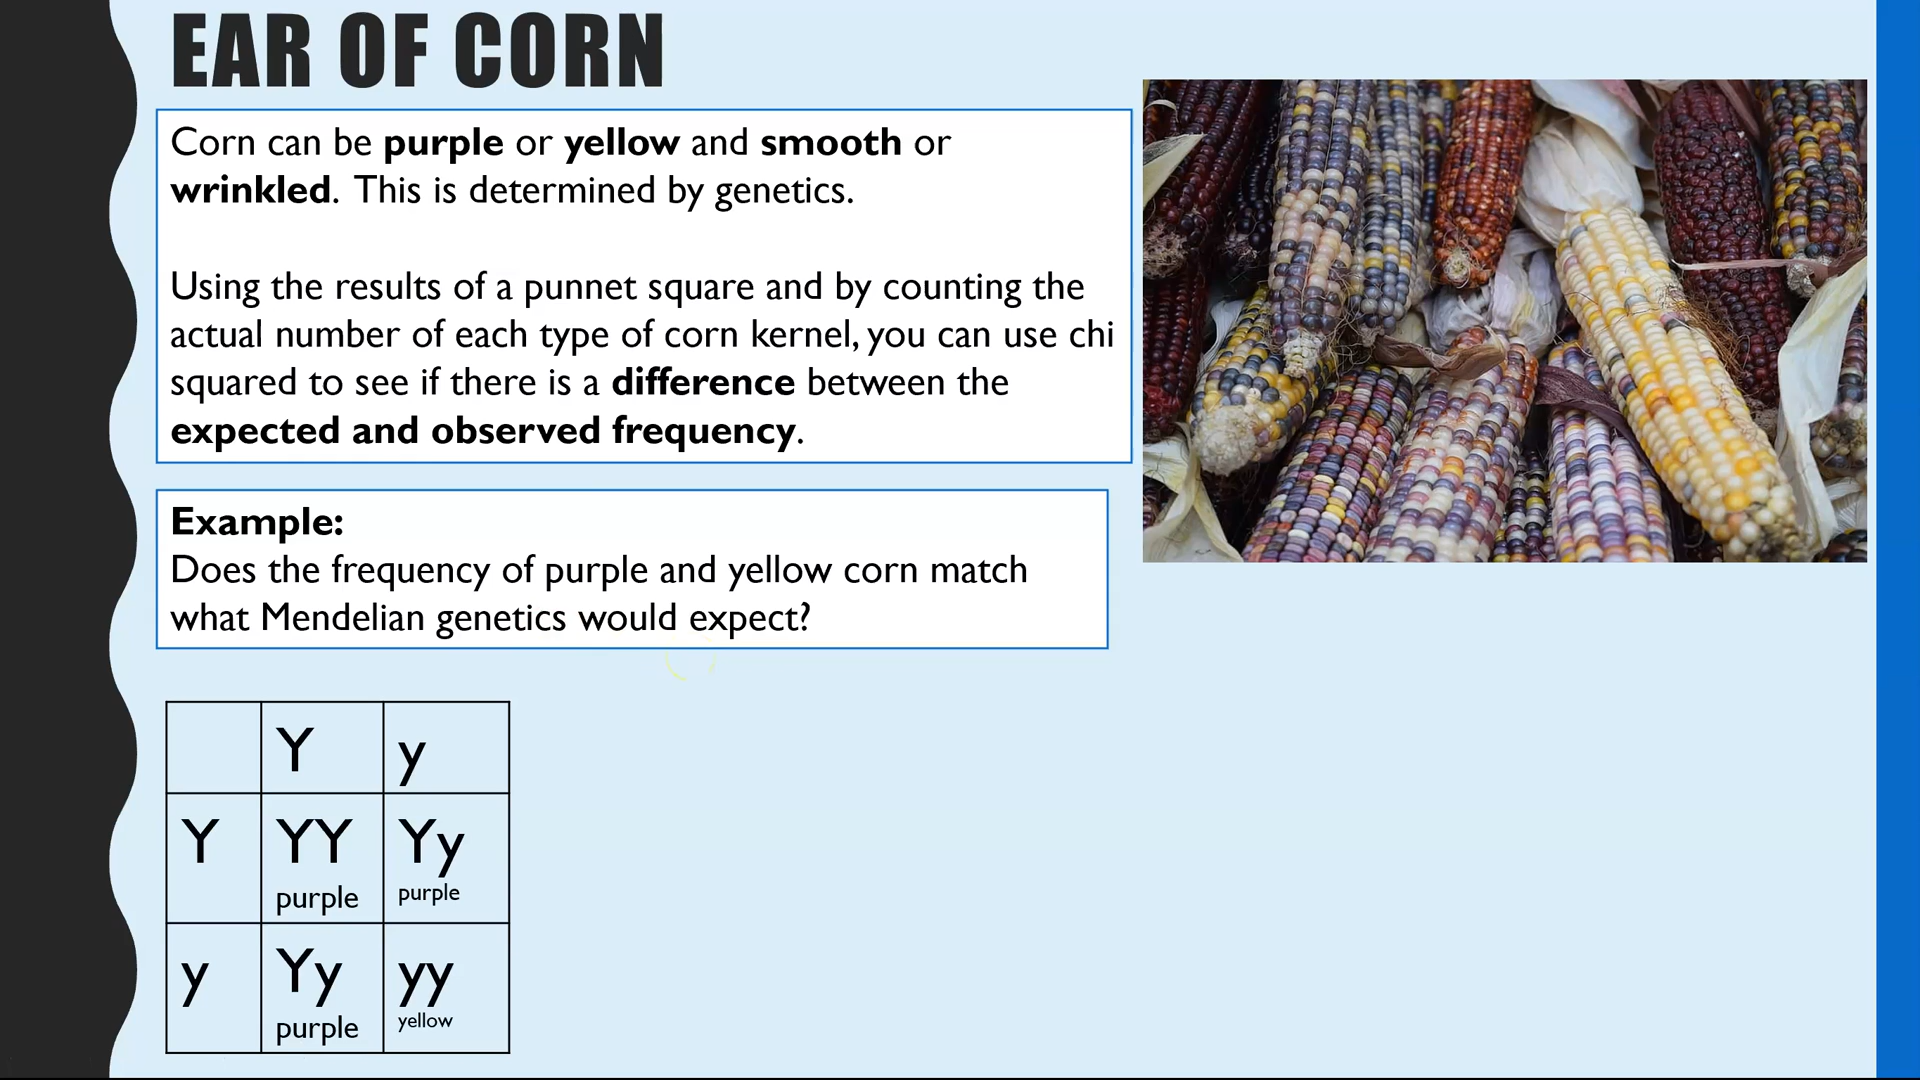 EAR OF CORN
Corn can be purple or yellow and smooth or
wrinkled. This is determined by genetics.
Using the results of a punnet square and by counting the
actual number of each type of corn kernel, you can use chi
squared to see if there is a difference between the
expected and observed frequency.
Example:
Does the frequency of purple and yellow corn match
what Mendelian genetics would expect?
Y y
Y YY Yy
purple purple
y Yy yy
purple yellow